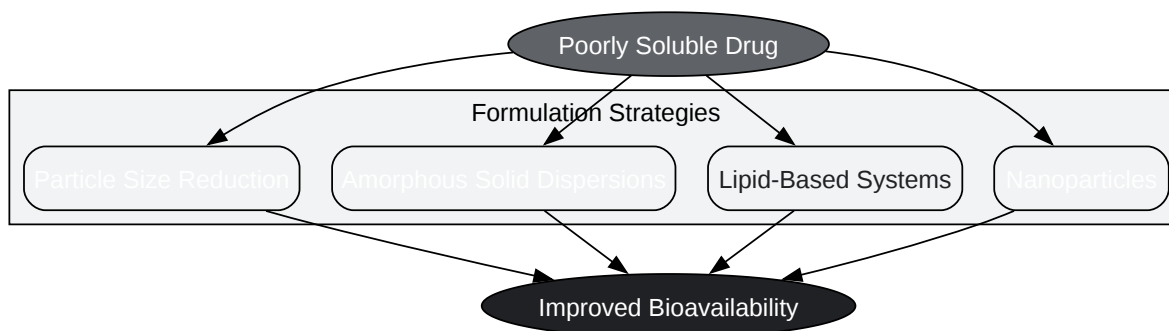 Poorly Soluble Drug
Formulation Strategies
Particle Size Reduction
Amorphous Solid Dispersions
Lipid-Based Systems
Nanoparticles
Improved Bioavailability